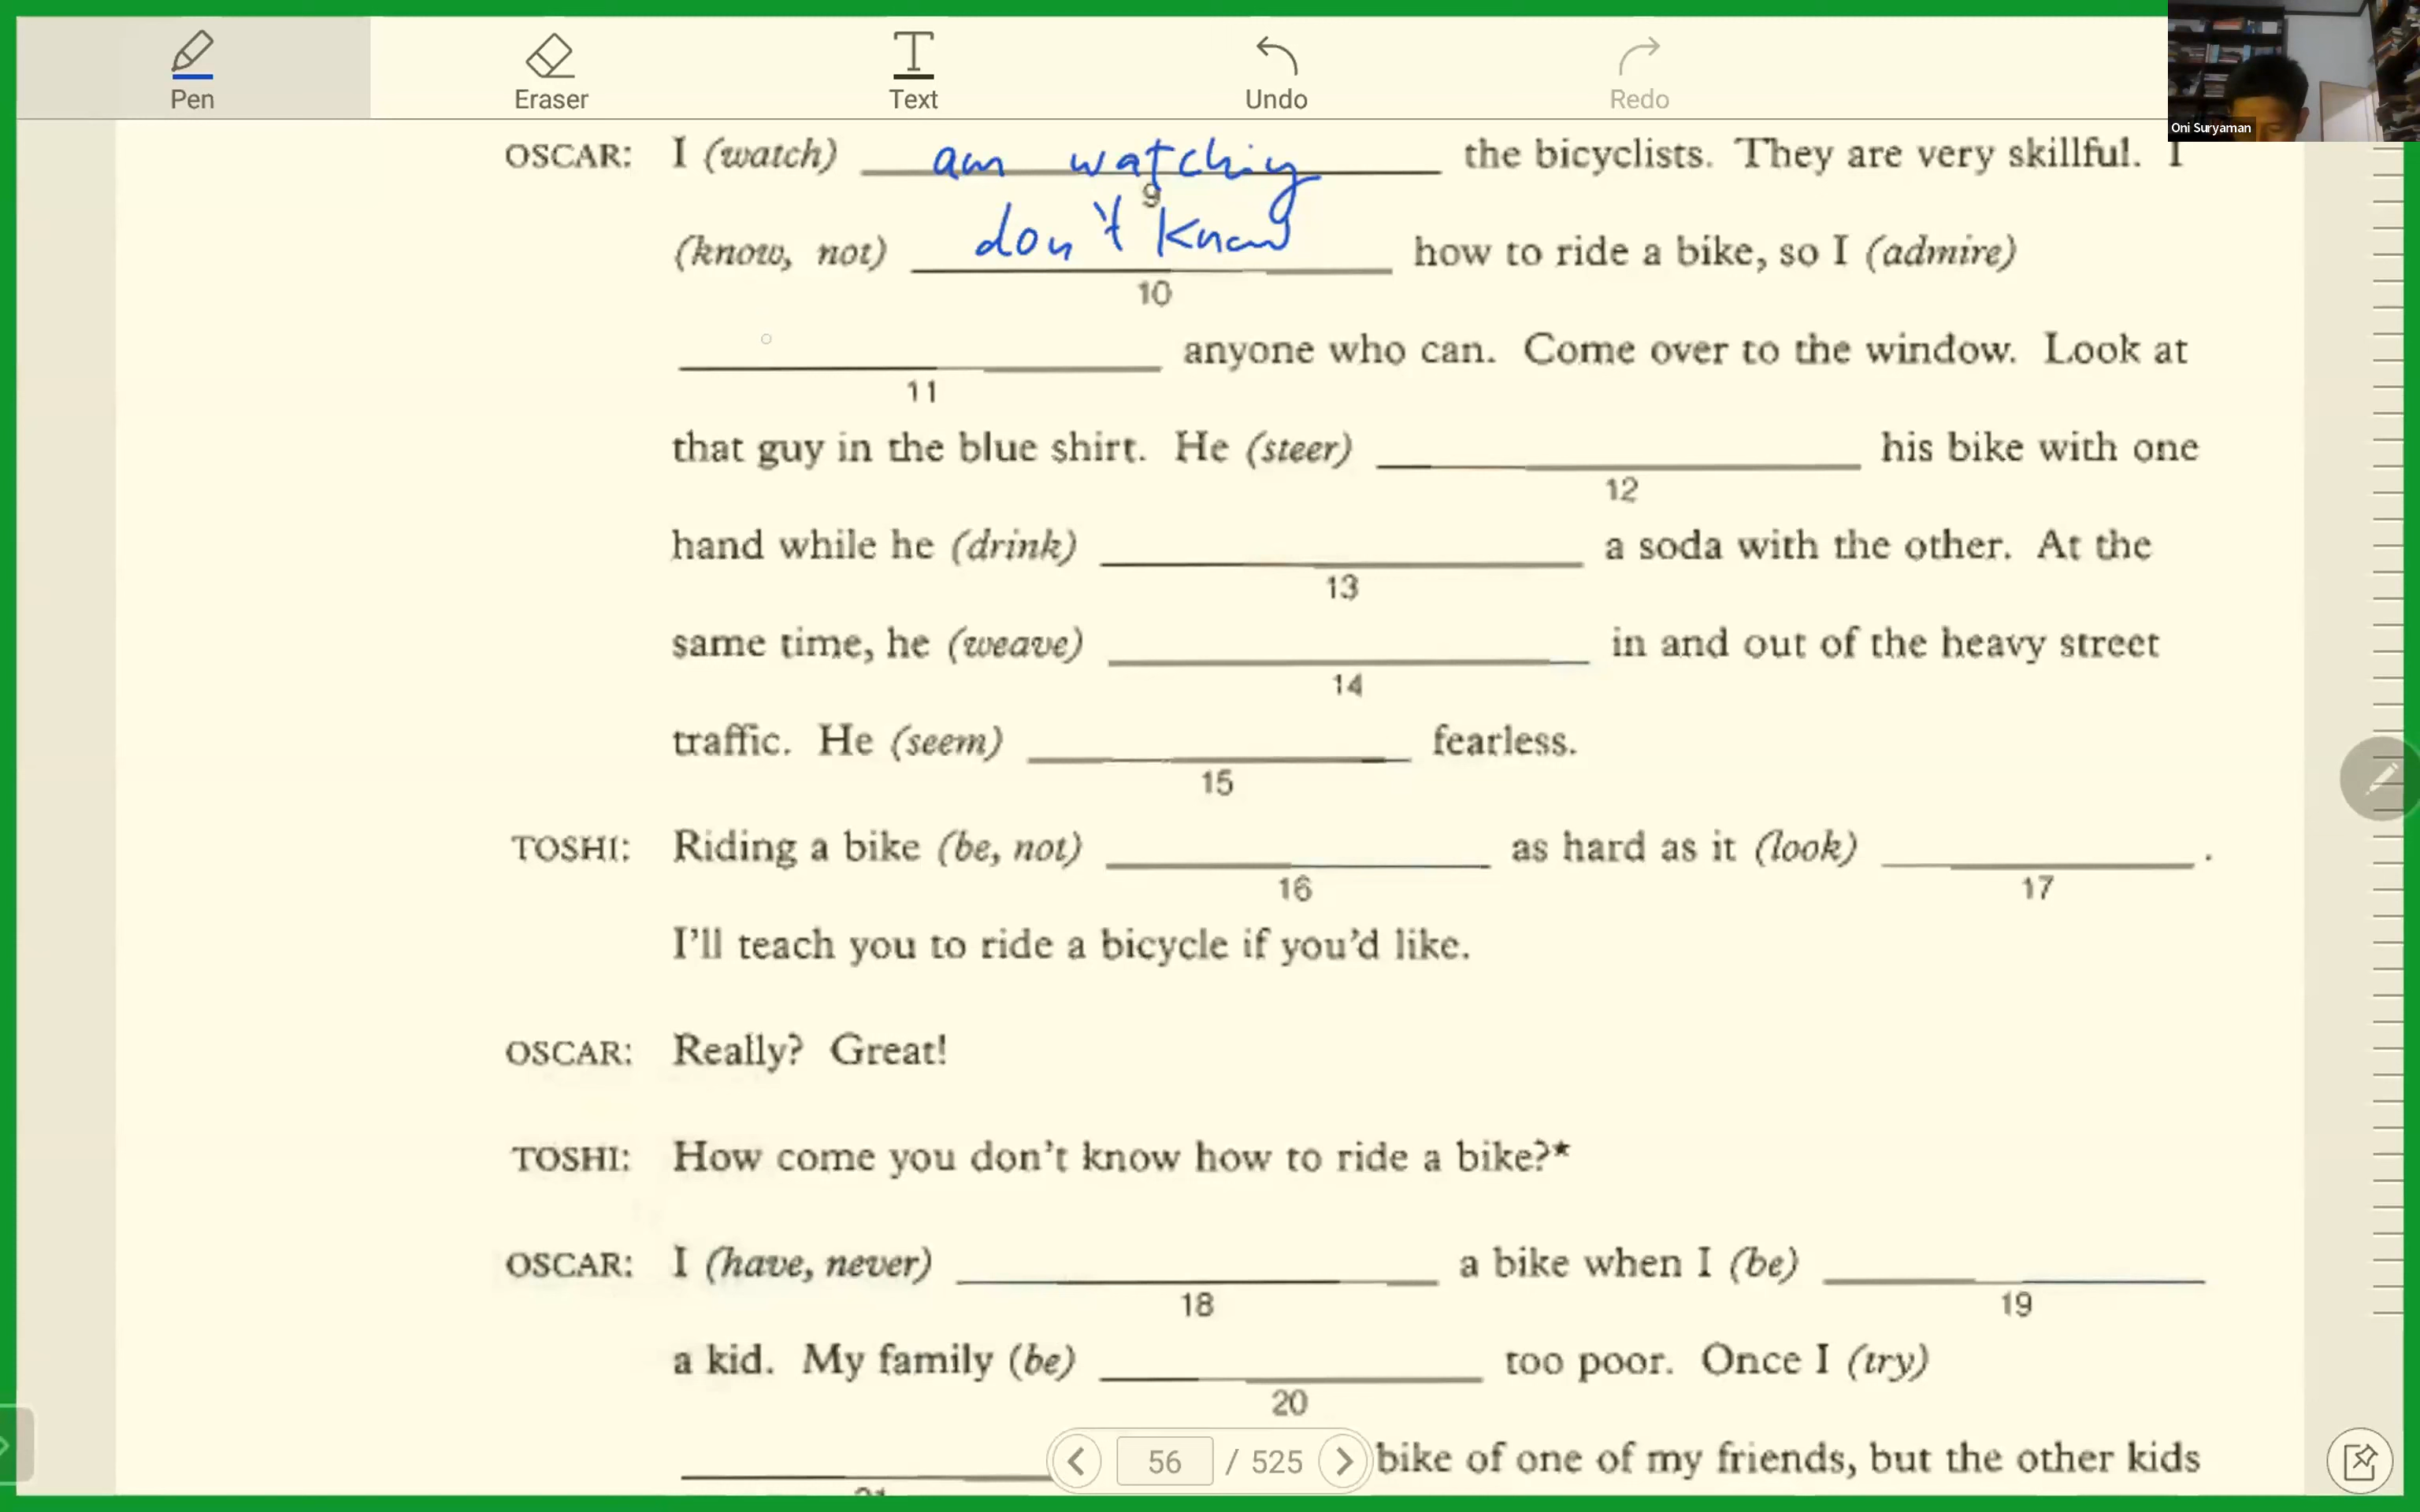 Pen Eraser Text Undo Redo
Oni Suryaman
OSCAR: I (watch) am watching the bicyclists. They are very skillful. I
9
(know, not) don't know how to ride a bike, so I (admire)
10
anyone who can. Come over to the window. Look at
11
that guy in the blue shirt. He (steer) his bike with one
12
hand while he (drink) a soda with the other. At the
13
same time, he (weave) in and out of the heavy street
14
traffic. He (seem) fearless.
15
TOSHI: Riding a bike (be, not) as hard as it (look) .
16 17
I'll teach you to ride a bicycle if you'd like.
OSCAR: Really? Great!
TOSHI: How come you don't know how to ride a bike?*
OSCAR: I (have, never) a bike when I (be)
18 19
a kid. My family (be) too poor. Once I (try)
20
bike of one of my friends, but the other kids
56 / 525